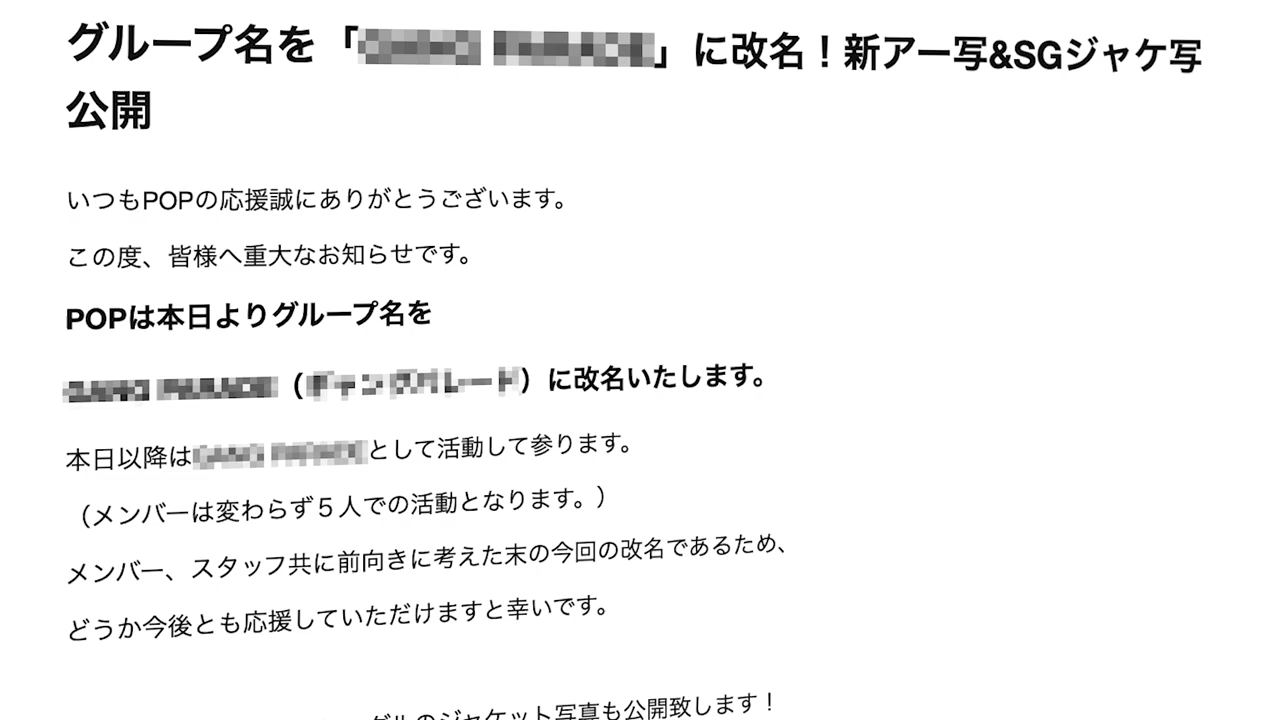 グループ名を「 」に改名！新アー写&SGジャケ写
公開
いつもPOPの応援誠にありがとうございます。
この度、皆様へ重大なお知らせです。
POPは本日よりグループ名を
（ ）に改名いたします。
本日以降は として活動して参ります。
（メンバーは変わらず５人での活動となります。）
メンバー、スタッフ共に前向きに考えた末の今回の改名であるため、
どうか今後とも応援していただけますと幸いです。
グルのジャケット写真も公開致します！